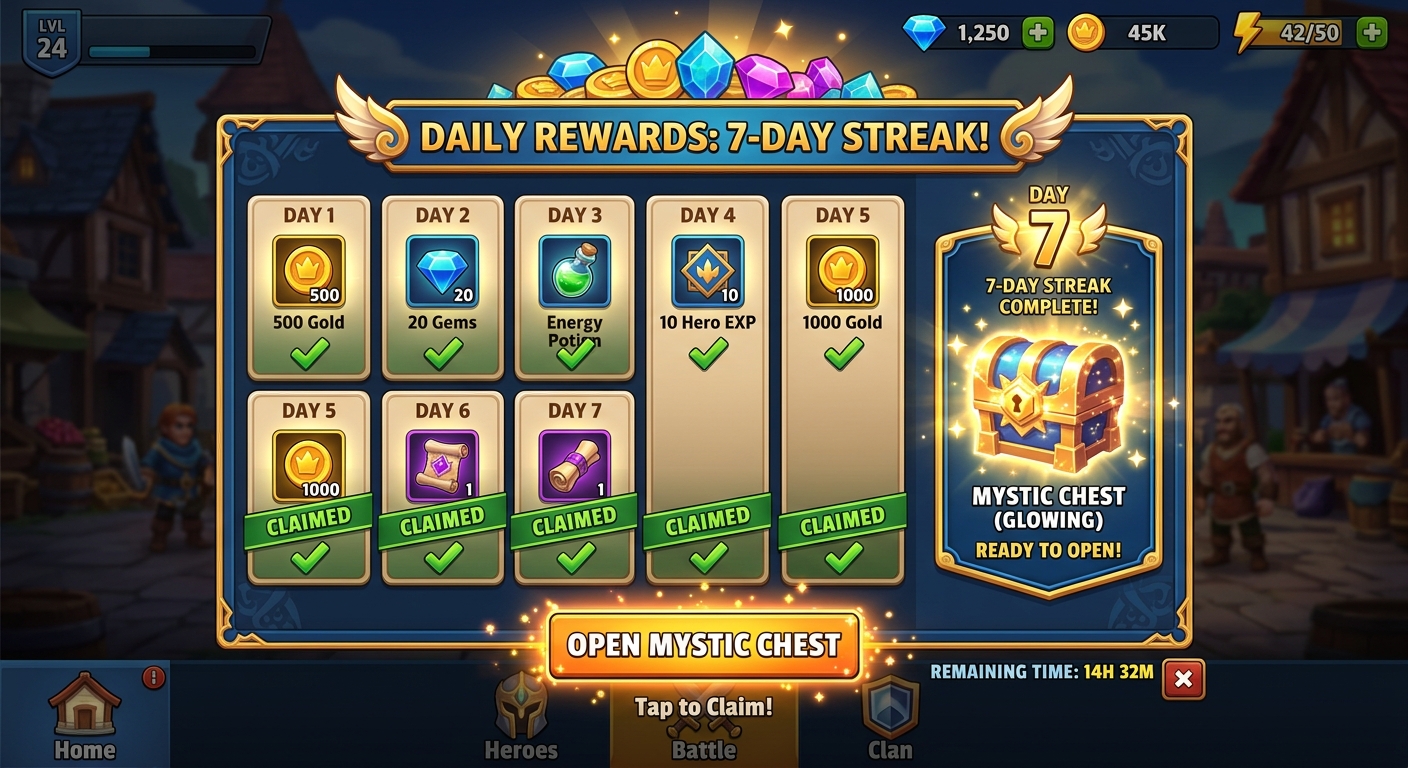 LVL
24
1,250
45K
42/50
DAILY REWARDS: 7-DAY STREAK!
DAY 1
500
500 Gold
DAY 2
20
20 Gems
DAY 3
Energy
Potion
DAY 4
10
10 Hero EXP
DAY 5
1000
1000 Gold
DAY 5
1000
CLAIMED
DAY 6
1
CLAIMED
DAY 7
1
CLAIMED
CLAIMED
CLAIMED
DAY
7
7-DAY STREAK
COMPLETE!
MYSTIC CHEST
(GLOWING)
READY TO OPEN!
OPEN MYSTIC CHEST
Tap to Claim!
REMAINING TIME: 14H 32M
Home
Heroes
Battle
Clan